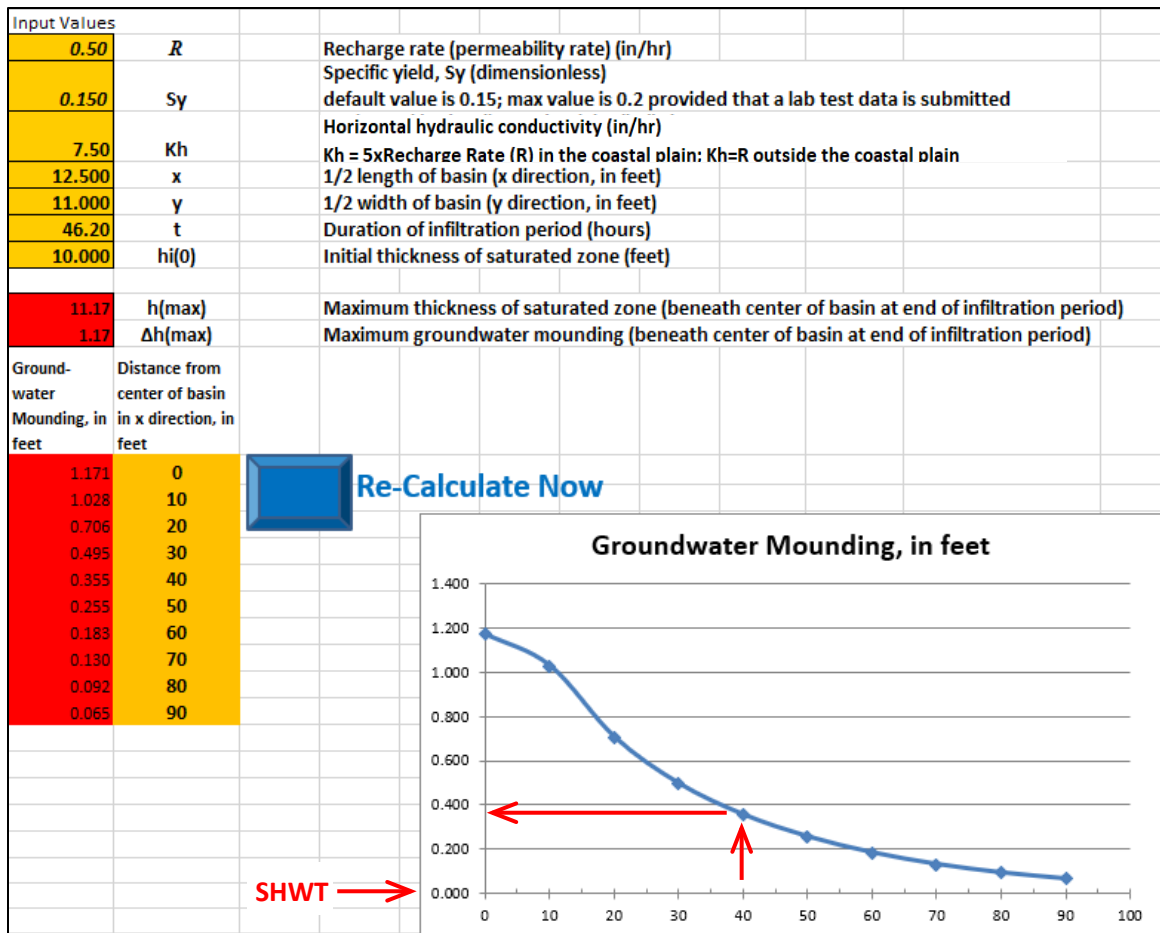 Input Values
0.50 R Recharge rate (permeability rate) (in/hr)
Specific yield, Sy (dimensionless)
0.150 Sy default value is 0.15; max value is 0.2 provided that a lab test data is submitted
Horizontal hydraulic conductivity (in/hr)
7.50 Kh Kh = 5xRecharge Rate (R) in the coastal plain; Kh=R outside the coastal plain
12.500 x 1/2 length of basin (x direction, in feet)
11.000 y 1/2 width of basin (y direction, in feet)
46.20 t Duration of infiltration period (hours)
10.000 hi(0) Initial thickness of saturated zone (feet)
11.17 h(max) Maximum thickness of saturated zone (beneath center of basin at end of infiltration period)
1.17 Δh(max) Maximum groundwater mounding (beneath center of basin at end of infiltration period)
Ground- Distance from
water center of basin
Mounding, in in x direction, in
feet feet
1.171 0
1.028 10
0.706 20
0.495 30
0.355 40
0.255 50
0.183 60
0.130 70
0.092 80
0.065 90
Re-Calculate Now
Groundwater Mounding, in feet
1.400
1.200
1.000
0.800
0.600
0.400
0.200
0.000
SHWT
0 10 20 30 40 50 60 70 80 90 100